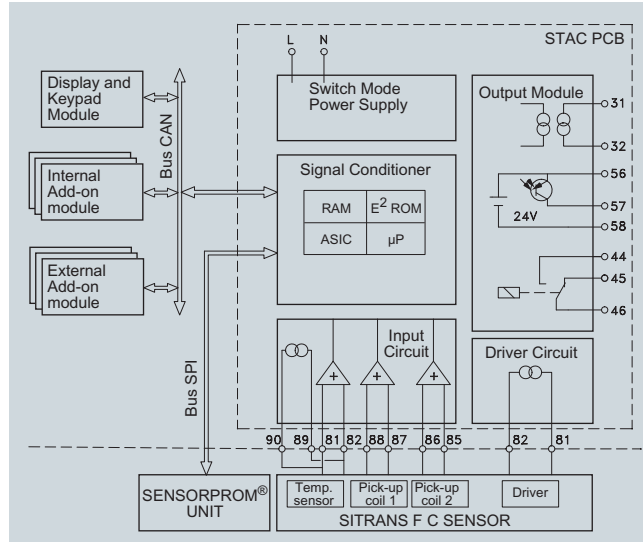 STAC PCB
L N
Display and
Keypad
Module
Bus CAN
Switch Mode
Power Supply
Output Module
31
32
56
57
58
24V
44
45
46
Internal
Add-on
module
Signal Conditioner
RAM
E² ROM
ASIC
µP
External
Add-on
module
Bus SPI
Input
Circuit
Driver Circuit
90 89 81 82 88 87 86 85 82 81
SENSORPROM®
UNIT
Temp.
sensor
Pick-up
coil 1
Pick-up
coil 2
Driver
SITRANS F C SENSOR